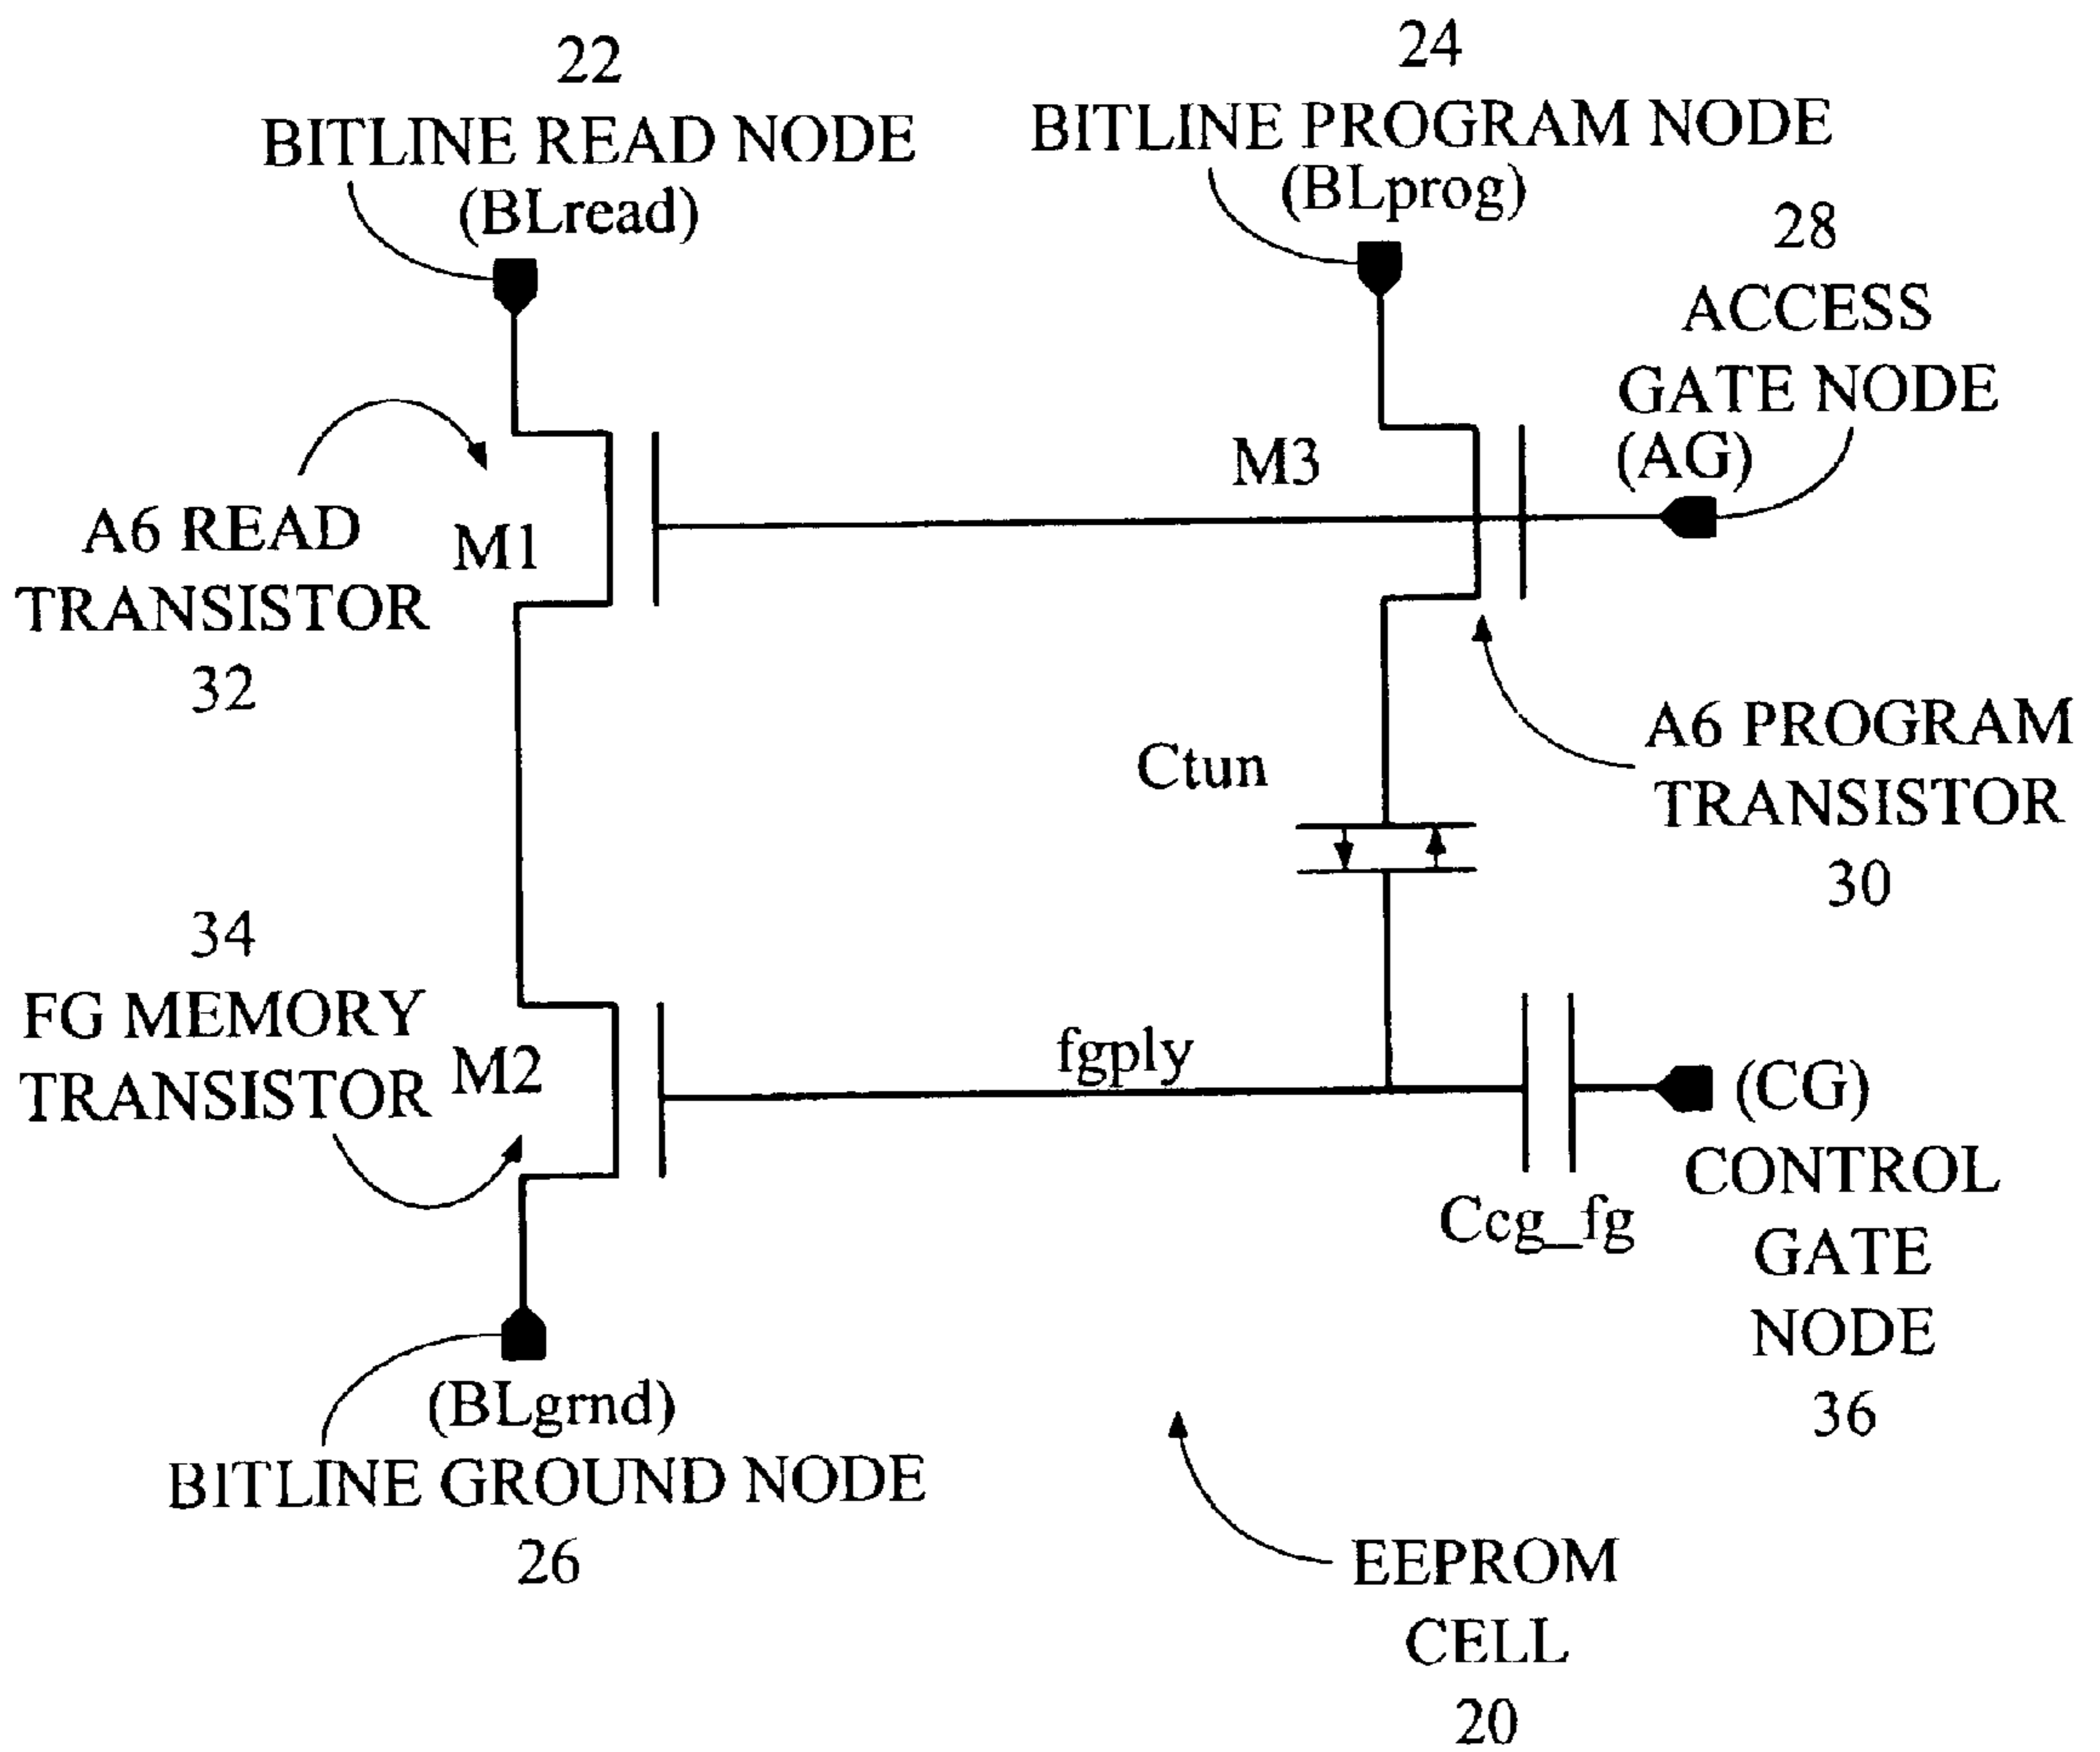 22
BITLINE READ NODE
(BLread)
24
BITLINE PROGRAM NODE
(BLprog)
28
ACCESS
GATE NODE
(AG)
M3
A6 READ
TRANSISTOR
32
M1
A6 PROGRAM
TRANSISTOR
30
Ctun
34
FG MEMORY
TRANSISTOR
M2
fgply
(CG)
CONTROL
GATE
NODE
36
Ccg_fg
(BLgrnd)
BITLINE GROUND NODE
26
EEPROM
CELL
20